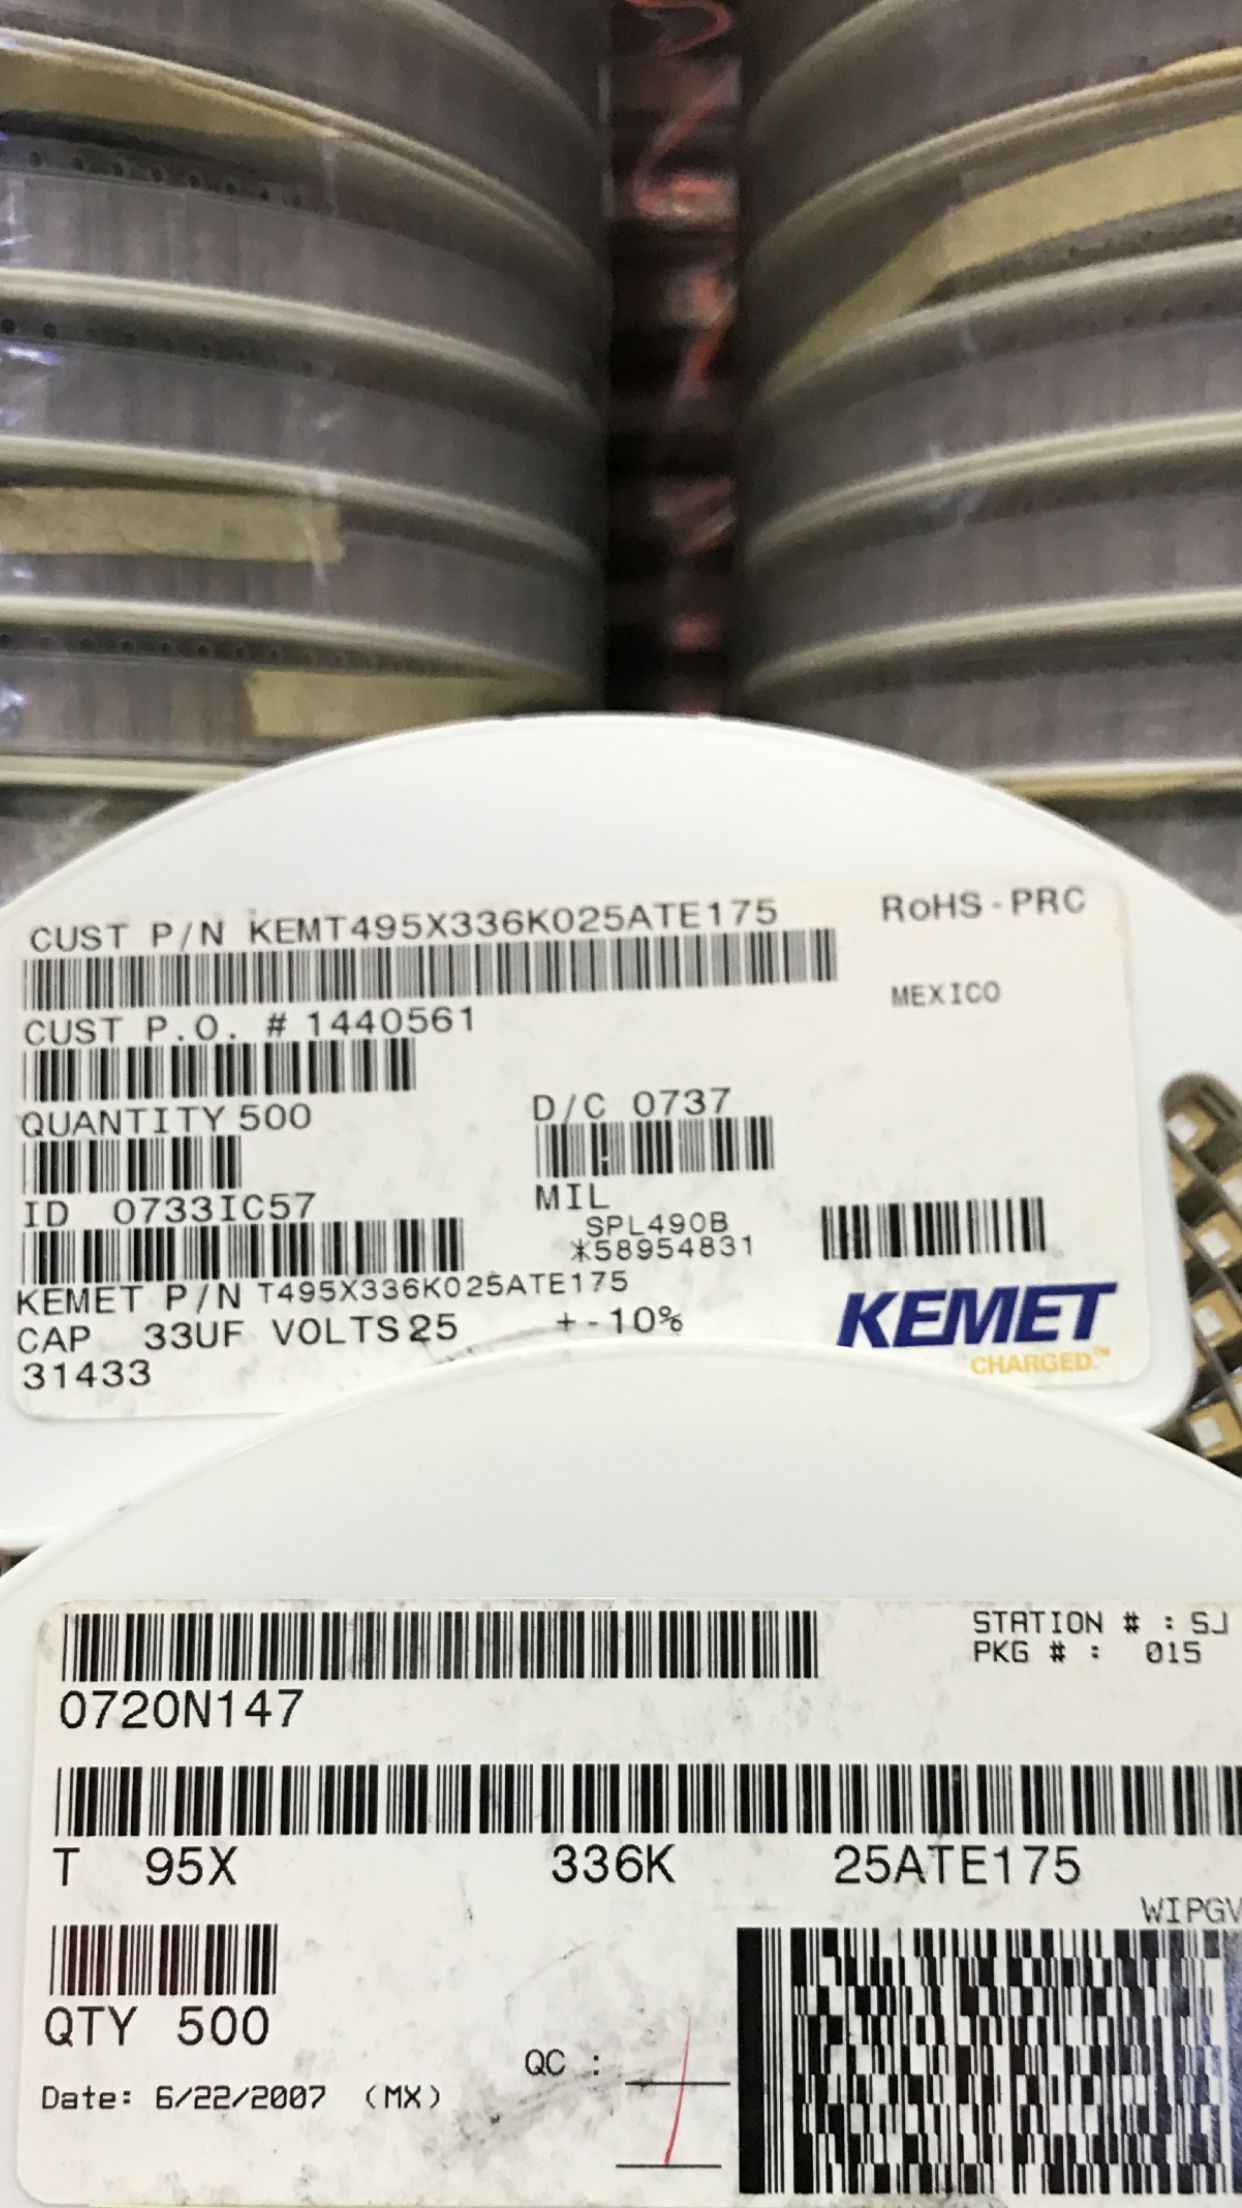 CUST P/N KEMT495X336K025ATE175
RoHS-PRC
MEXICO
CUST P.O. # 1440561
QUANTITY 500
D/C 0737
ID 0733IC57
MIL
SPL490B
*58954831
KEMET P/N T495X336K025ATE175
CAP 33UF VOLTS 25 +-10%
31433
KEMET
CHARGED.™
STATION # : SJ
PKG # : 015
0720N147
T 95X 336K 25ATE175
WIPGV
QTY 500
QC :
Date: 6/22/2007 (MX)